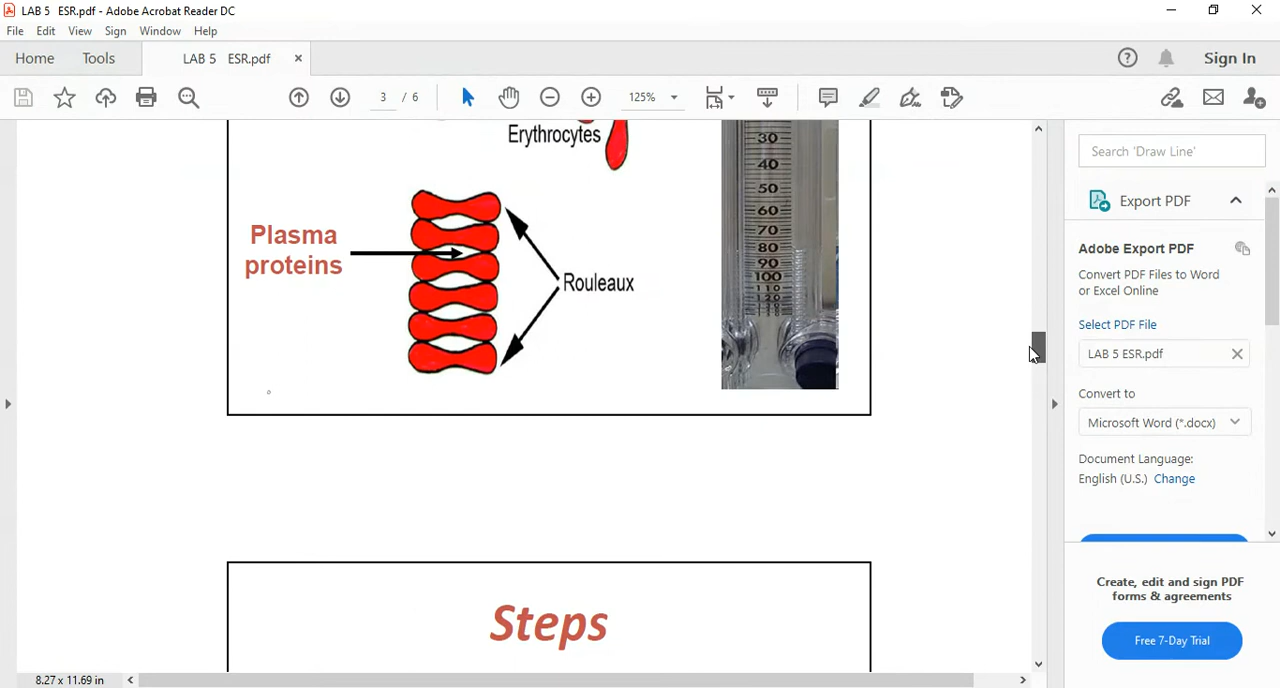 LAB 5 ESR.pdf - Adobe Acrobat Reader DC
File Edit View Sign Window Help
Home Tools LAB 5 ESR.pdf
Sign In
3 / 6 125%
Erythrocytes
Plasma
proteins
Rouleaux
30
40
50
60
70
80
90
100
110
120
Steps
8.27 x 11.69 in
Search 'Draw Line'
Export PDF
Adobe Export PDF
Convert PDF Files to Word
or Excel Online
Select PDF File
LAB 5 ESR.pdf
Convert to
Microsoft Word (*.docx)
Document Language:
English (U.S.) Change
Create, edit and sign PDF
forms & agreements
Free 7-Day Trial